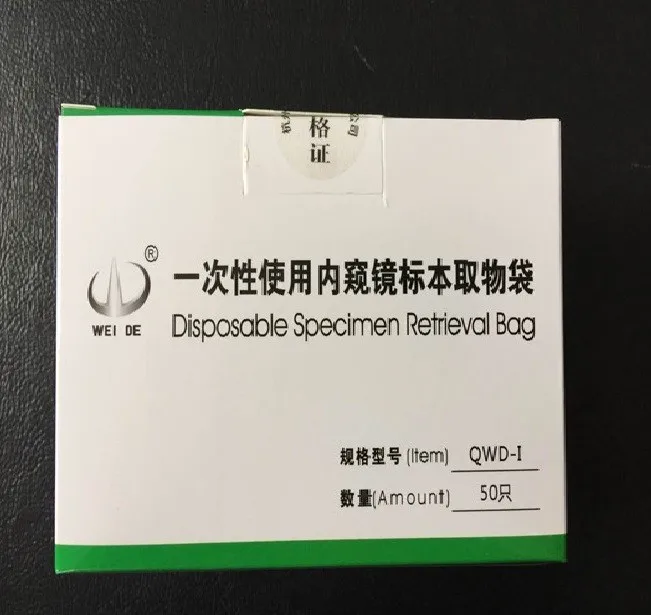 格
证
®
一次性使用内窥镜标本取物袋
WEI DE
Disposable Specimen Retrieval Bag
规格型号 (Item) QWD-I
数量(Amount) 50只